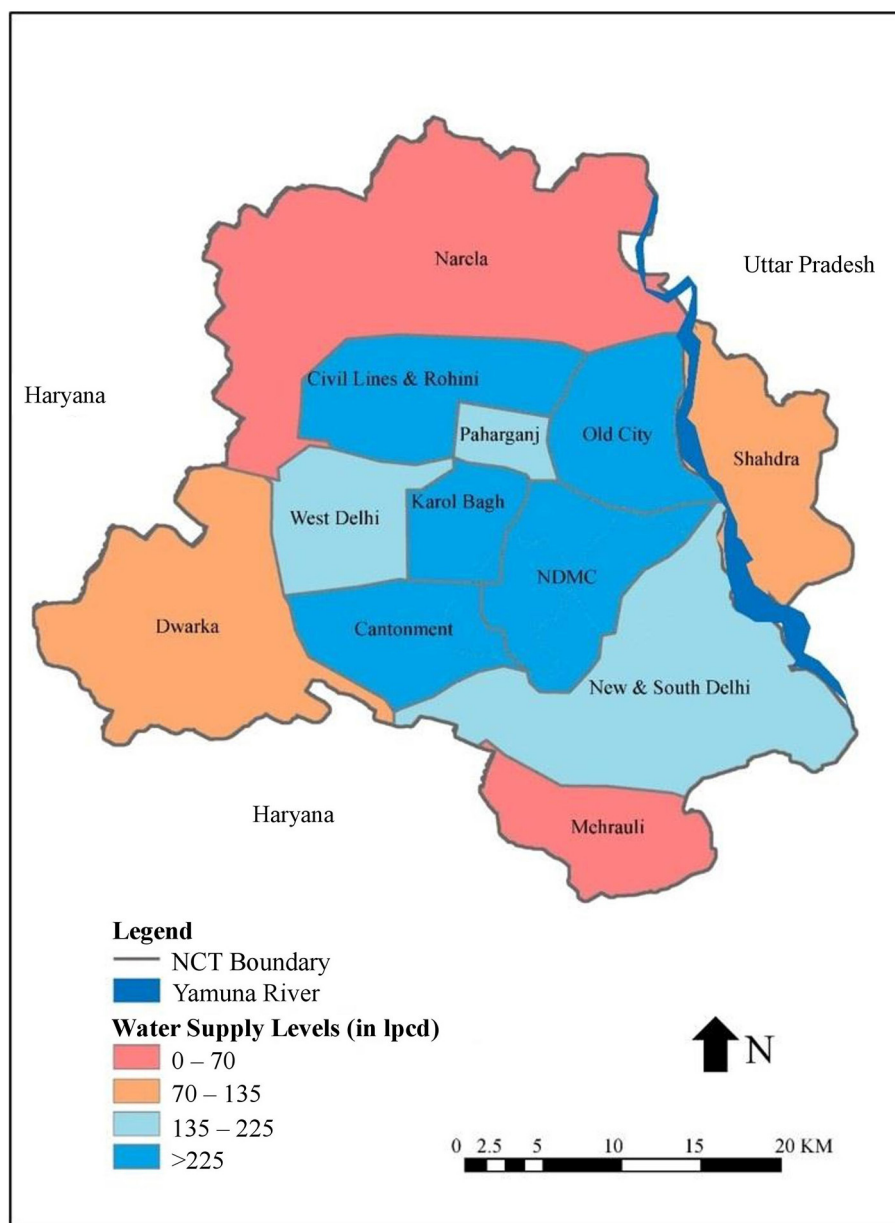 Narela
Uttar Pradesh
Civil Lines & Rohini
Haryana
Paharganj
Old City
Shahdra
Karol Bagh
West Delhi
NDMC
Dwarka
Cantonment
New & South Delhi
Haryana
Mehrauli
Legend
NCT Boundary
Yamuna River
Water Supply Levels (in lpcd)
0 – 70
70 – 135
135 – 225
>225
N
0 2.5 5 10 15 20 KM